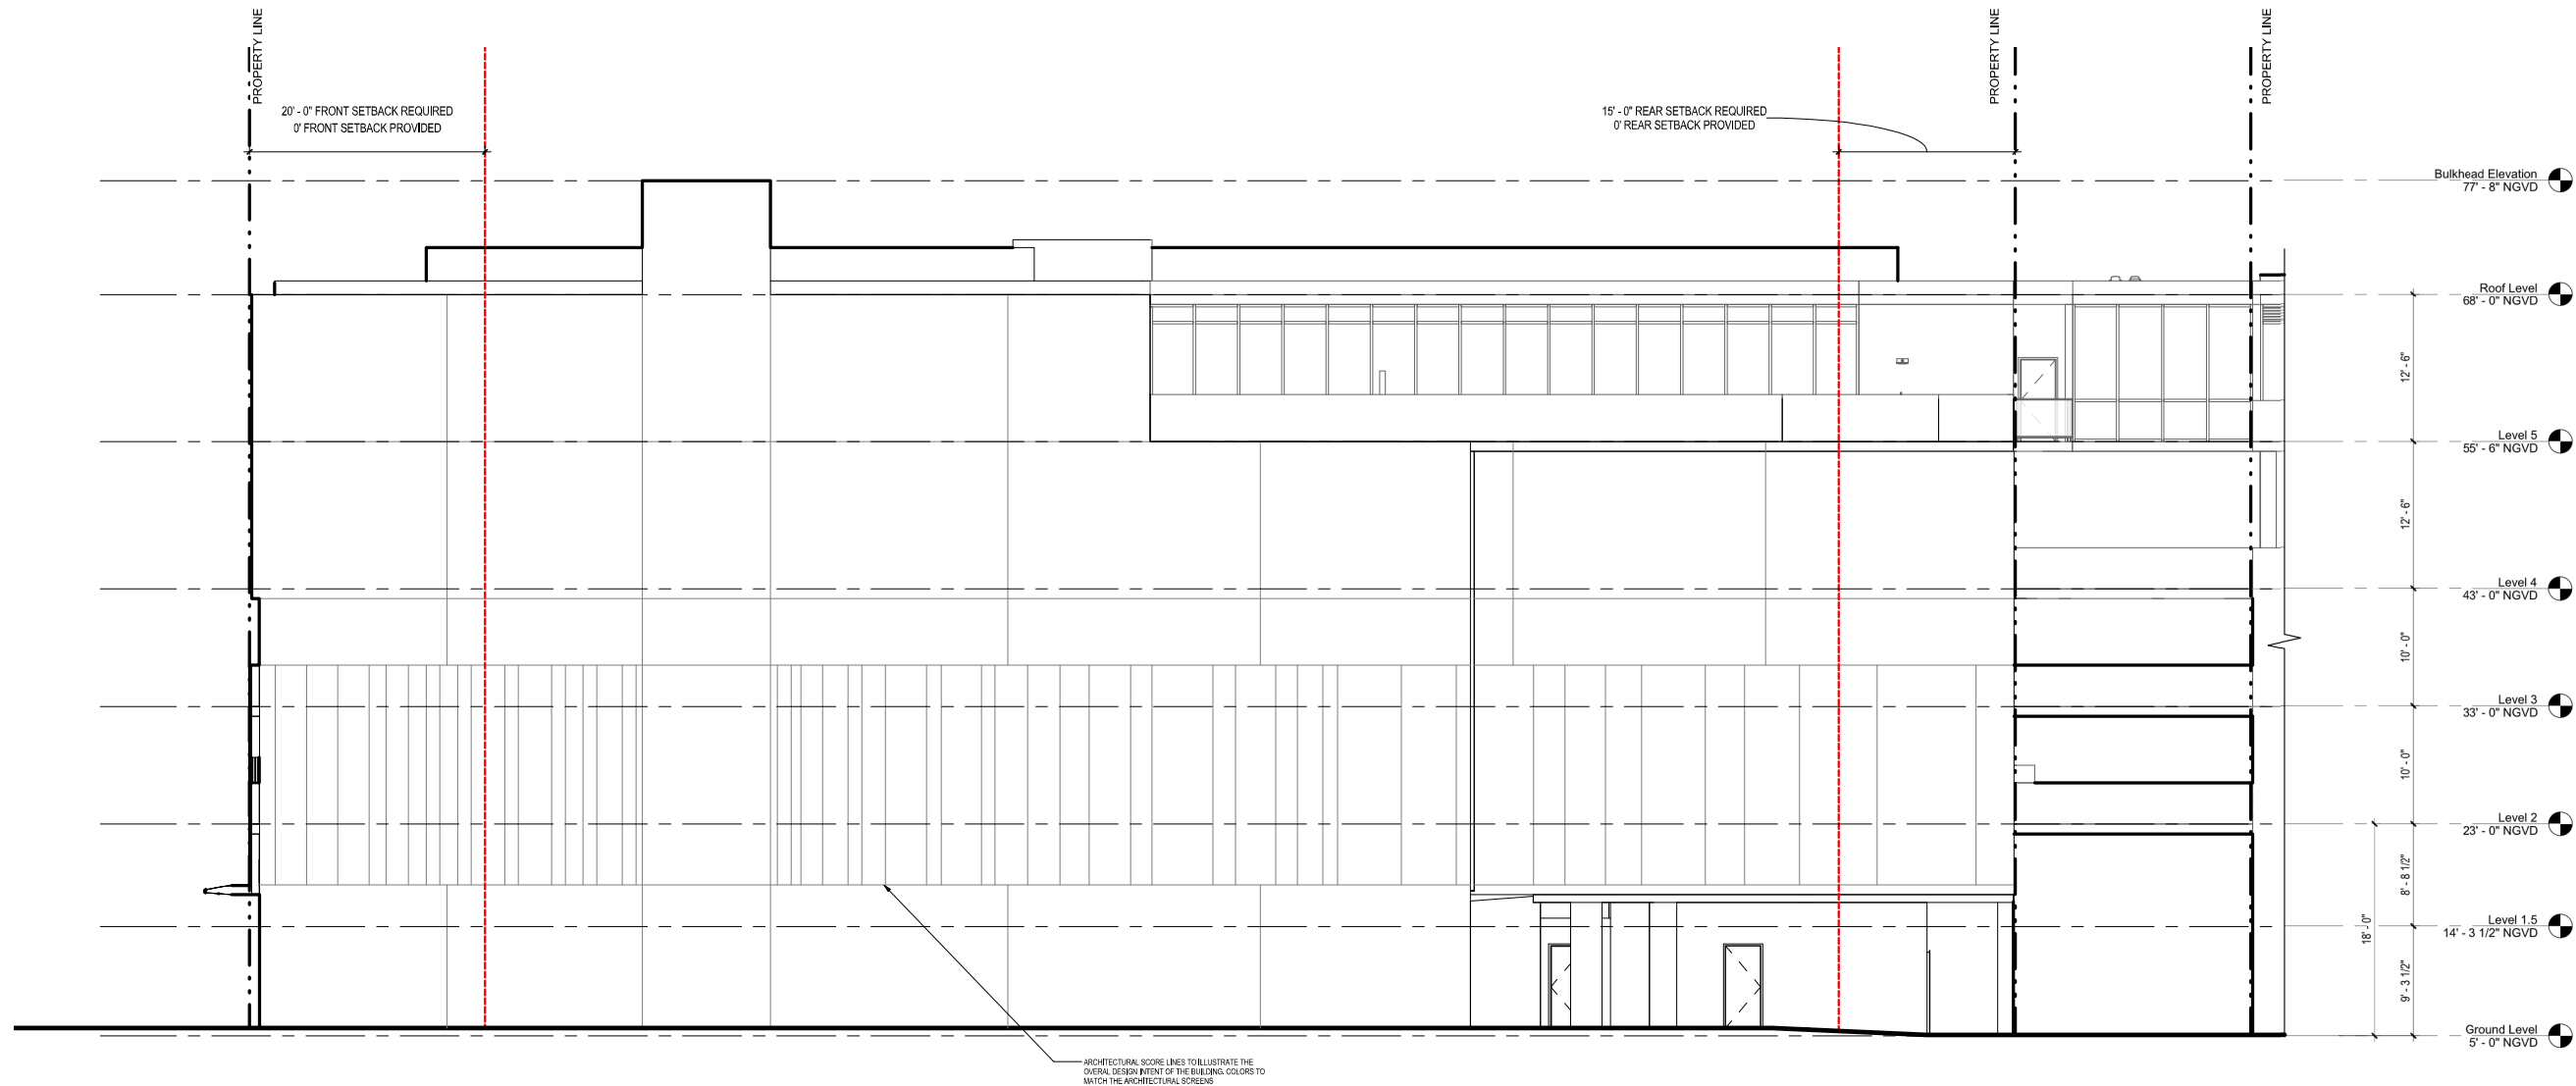 PROPERTY LINE
PROPERTY LINE
PROPERTY LINE
20' - 0" FRONT SETBACK REQUIRED
0' FRONT SETBACK PROVIDED
15' - 0" REAR SETBACK REQUIRED
0' REAR SETBACK PROVIDED
Bulkhead Elevation
77' - 8" NGVD
Roof Level
68' - 0" NGVD
12' - 6"
Level 5
55' - 6" NGVD
12' - 6"
Level 4
43' - 0" NGVD
10' - 0"
Level 3
33' - 0" NGVD
10' - 0"
Level 2
23' - 0" NGVD
8' - 8 1/2"
Level 1.5
14' - 3 1/2" NGVD
18' - 0"
9' - 3 1/2"
Ground Level
5' - 0" NGVD
ARCHITECTURAL SCORE LINES TO ILLUSTRATE THE
OVERAL DESIGN INTENT OF THE BUILDING. COLORS TO
MATCH THE ARCHITECTURAL SCREENS